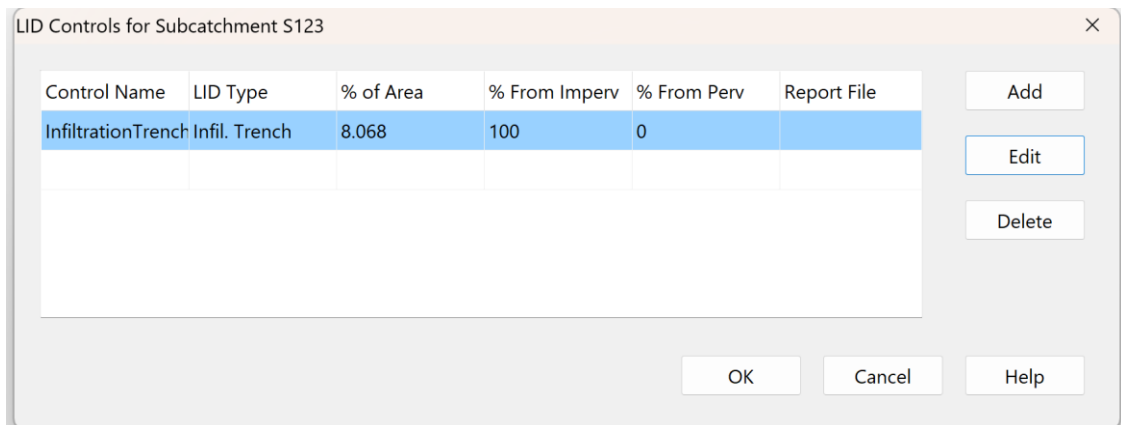 LID Controls for Subcatchment S123
Control Name LID Type % of Area % From Imperv % From Perv Report File
InfiltrationTrench Infil. Trench 8.068 100 0
Add
Edit
Delete
OK Cancel Help